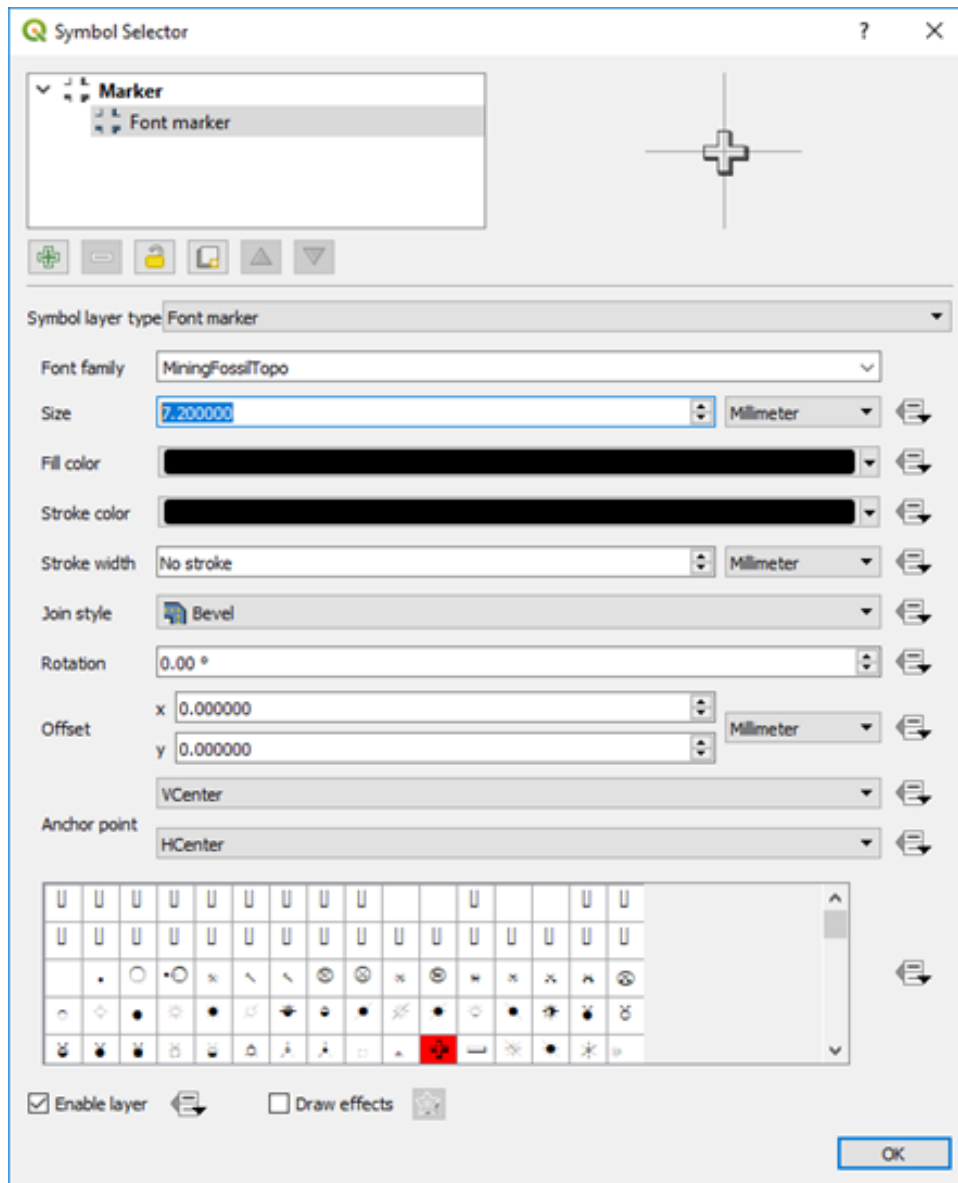 Symbol Selector
Marker
Font marker
Symbol layer type Font marker
Font family MiningFossilTopo
Size 7.200000 Millimeter
Fill color
Stroke color
Stroke width No stroke Millimeter
Join style Bevel
Rotation 0.00 °
Offset x 0.000000 Millimeter
y 0.000000
Anchor point VCenter
HCenter
Enable layer Draw effects
OK